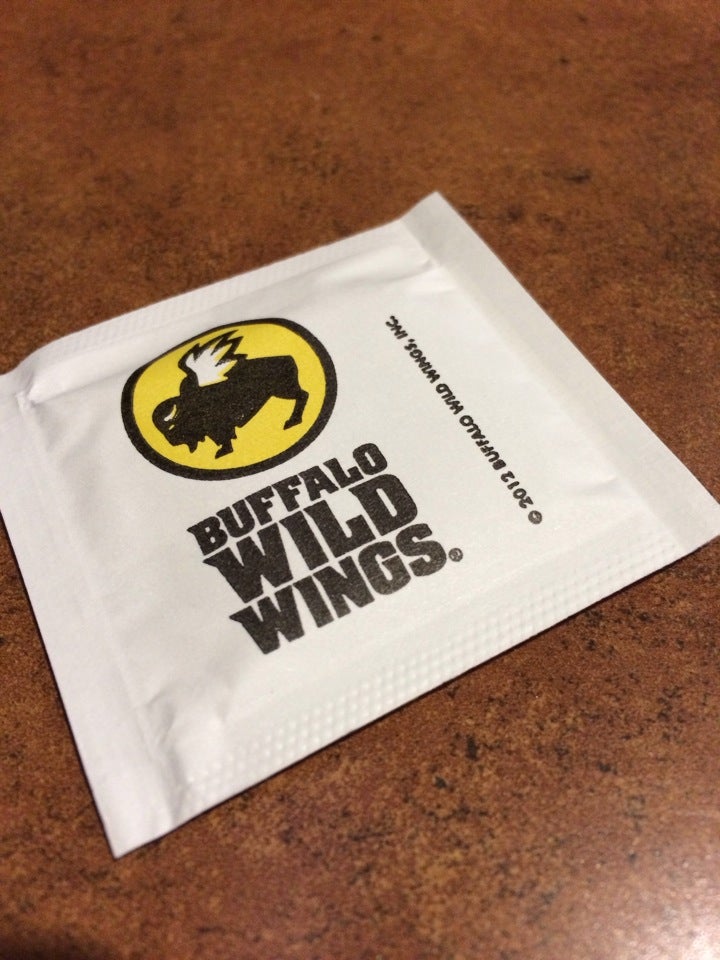 BUFFALO
WILD
WINGS®
© 2012 BUFFALO WILD WINGS, INC.